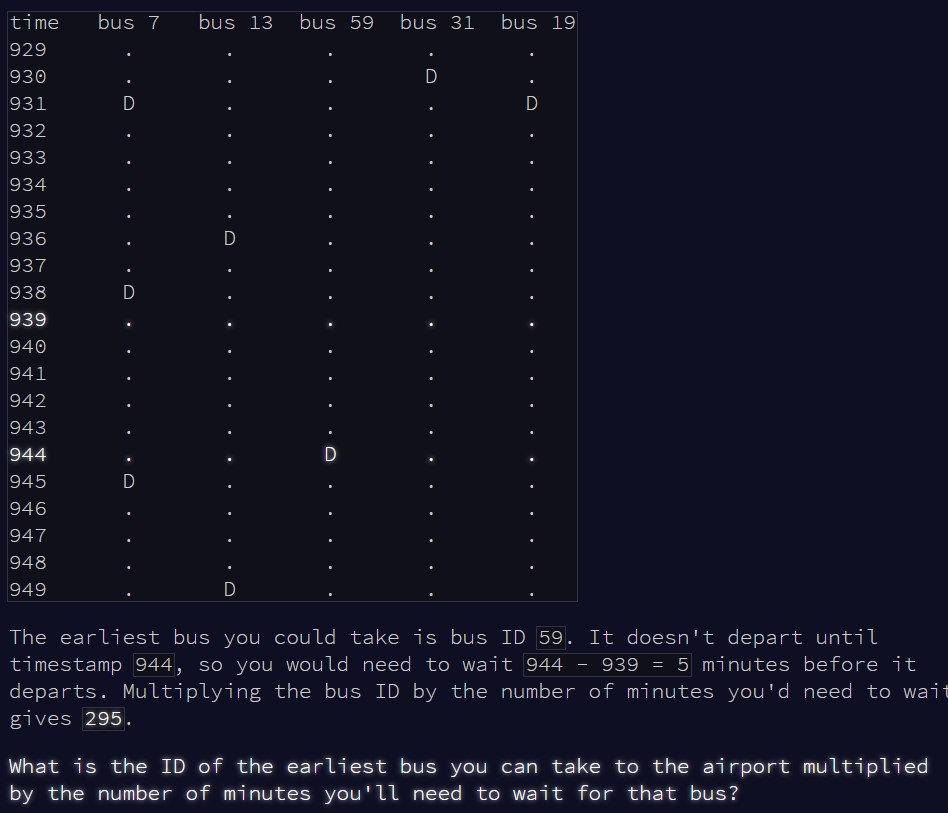 time bus 7 bus 13 bus 59 bus 31 bus 19
929 . . . . .
930 . . . D .
931 D . . . D
932 . . . . .
933 . . . . .
934 . . . . .
935 . . . . .
936 . D . . .
937 . . . . .
938 D . . . .
939 . . . . .
940 . . . . .
941 . . . . .
942 . . . . .
943 . . . . .
944 . . D . .
945 D . . . .
946 . . . . .
947 . . . . .
948 . . . . .
949 . D . . .
The earliest bus you could take is bus ID 59. It doesn't depart until
timestamp 944, so you would need to wait 944 - 939 = 5 minutes before it
departs. Multiplying the bus ID by the number of minutes you'd need to wait
gives 295.
What is the ID of the earliest bus you can take to the airport multiplied
by the number of minutes you'll need to wait for that bus?